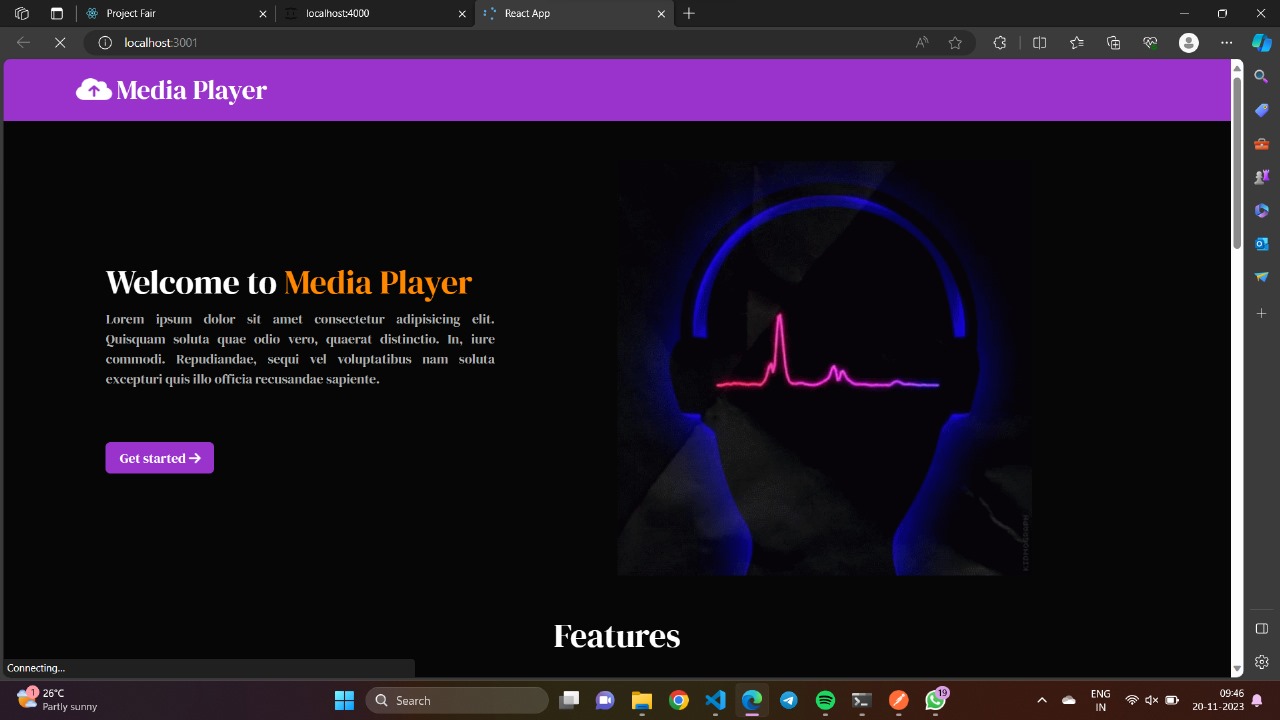 Project Fair
localhost:4000
React App
localhost:3001
Media Player
Welcome to Media Player
Lorem ipsum dolor sit amet consectetur adipisicing elit.
Quisquam soluta quae odio vero, quaerat distinctio. In, iure
commodi. Repudiandae, sequi vel voluptatibus nam soluta
excepturi quis illo officia recusandae sapiente.
Get started
Features
Connecting...
1
26°C
Partly sunny
Search
19
ENG
IN
09:46
20-11-2023